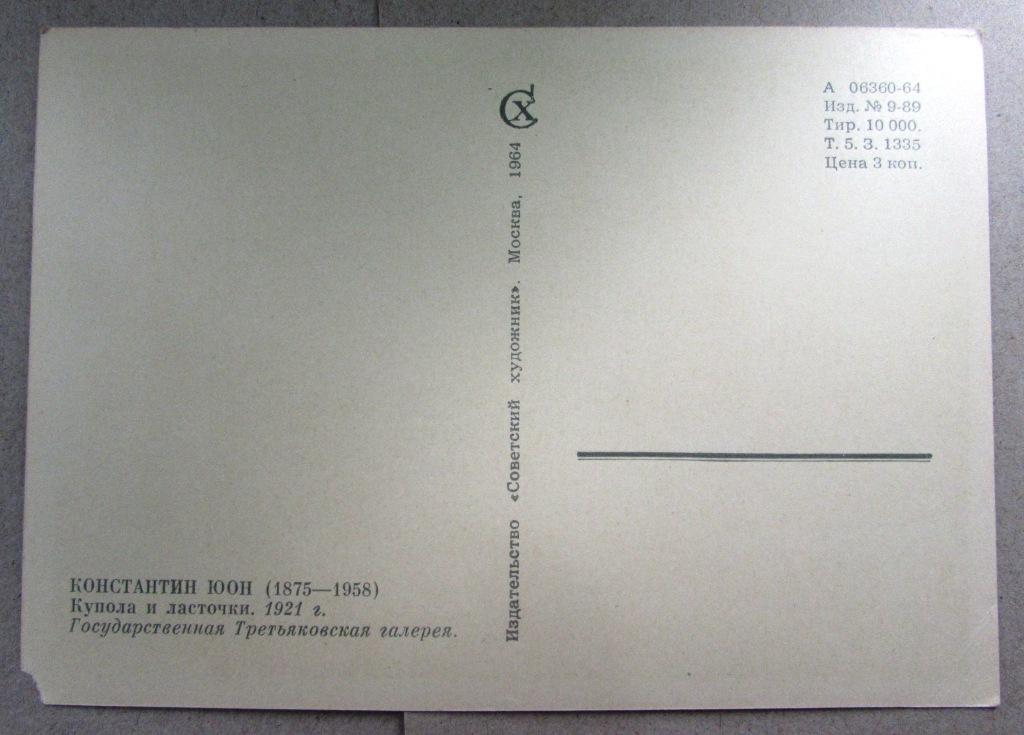 СХ
А 06360-64
Изд. № 9-89
Тир. 10 000.
Т. 5. З. 1335
Цена 3 коп.
Издательство «Советский художник». Москва, 1964
КОНСТАНТИН ЮОН (1875—1958)
Купола и ласточки. 1921 г.
Государственная Третьяковская галерея.